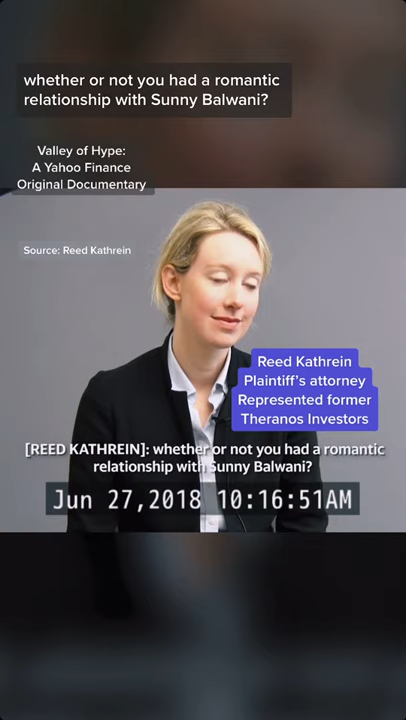 whether or not you had a romantic
relationship with Sunny Balwani?
Valley of Hype:
A Yahoo Finance
Original Documentary
Source: Reed Kathrein
Reed Kathrein
Plaintiff's attorney
Represented former
Theranos Investors
[REED KATHREIN]: whether or not you had a romantic
relationship with Sunny Balwani?
Jun 27,2018 10:16:51AM